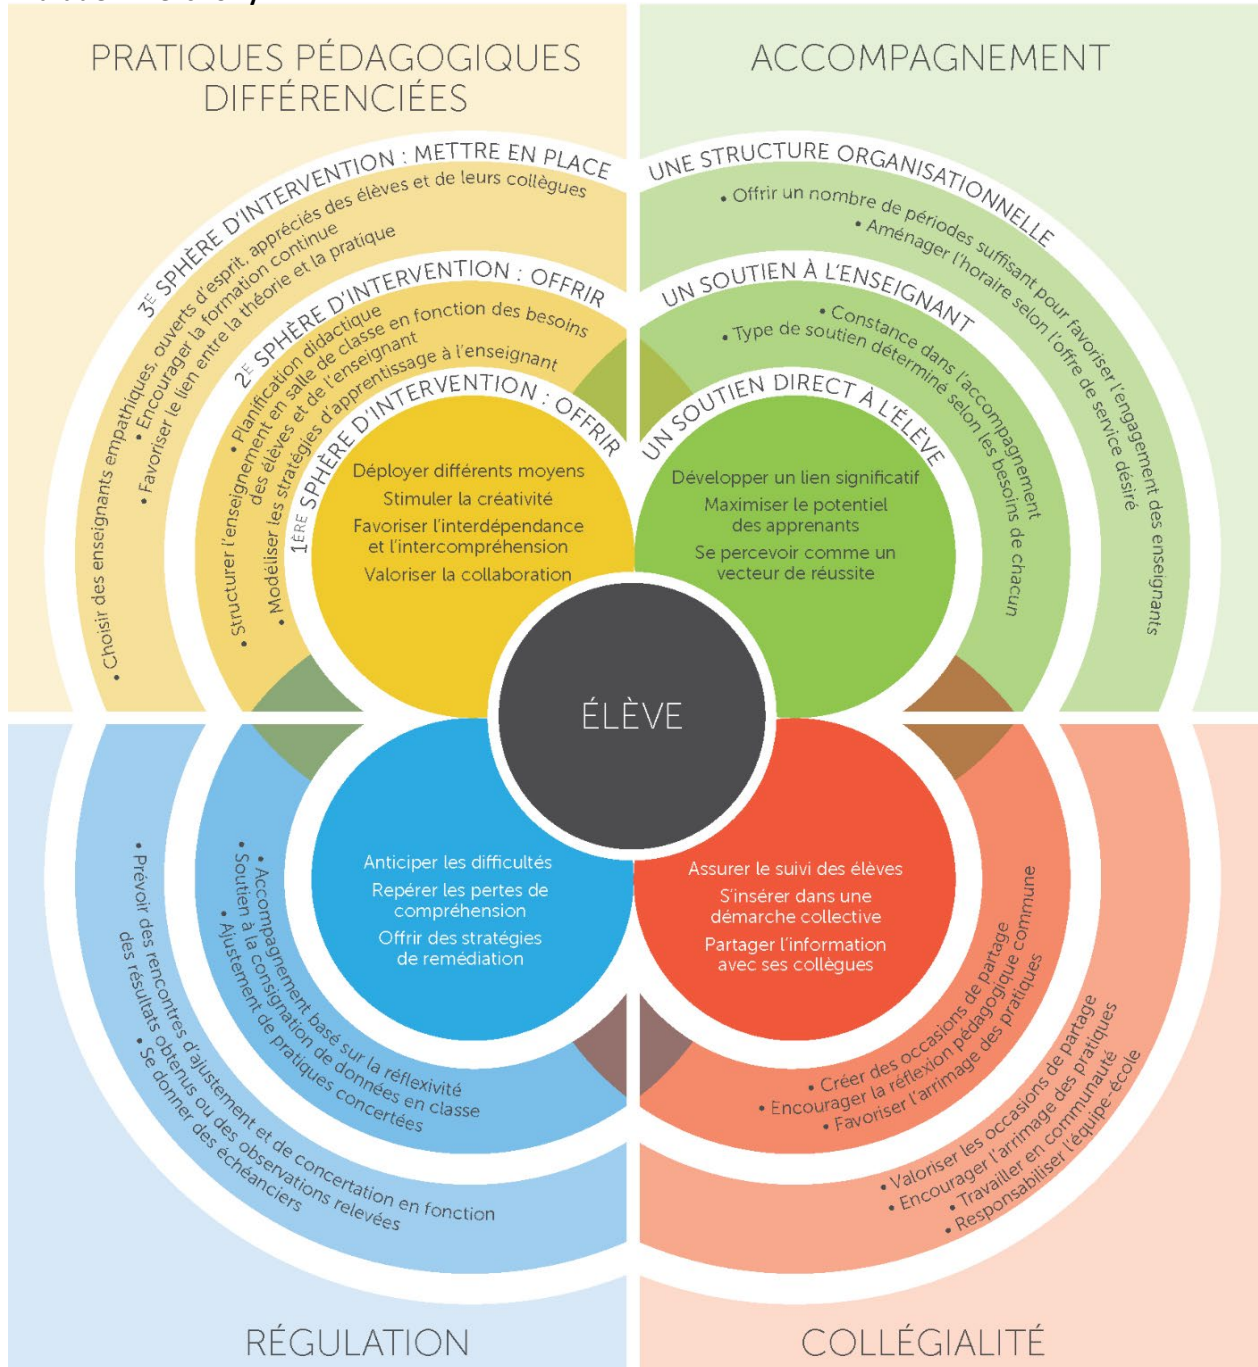 PRATIQUES PÉDAGOGIQUES
DIFFÉRENCIÉES
ACCOMPAGNEMENT
3E SPHÈRE D'INTERVENTION : METTRE EN PLACE
UNE STRUCTURE ORGANISATIONNELLE
• Choisir des enseignants empathiques, ouverts d'esprit, appréciés des élèves et de leurs collègues
• Encourager la formation continue
• Favoriser le lien entre la théorie et la pratique
• Offrir un nombre de périodes suffisant pour favoriser l'engagement des enseignants
• Aménager l'horaire selon l'offre de service désiré
2E SPHÈRE D'INTERVENTION : OFFRIR
UN SOUTIEN À L'ENSEIGNANT
• Planification didactique
• Structurer l'enseignement en salle de classe en fonction des besoins
des élèves et de l'enseignant
• Modéliser les stratégies d'apprentissage à l'enseignant
• Constance dans l'accompagnement
• Type de soutien déterminé selon les besoins de chacun
1ÈRE SPHÈRE D'INTERVENTION : OFFRIR
UN SOUTIEN DIRECT À L'ÉLÈVE
Déployer différents moyens
Stimuler la créativité
Favoriser l'interdépendance
et l'intercompréhension
Valoriser la collaboration
Développer un lien significatif
Maximiser le potentiel
des apprenants
Se percevoir comme un
vecteur de réussite
ÉLÈVE
Anticiper les difficultés
Repérer les pertes de
compréhension
Offrir des stratégies
de remédiation
Assurer le suivi des élèves
S'insérer dans une
démarche collective
Partager l'information
avec ses collègues
• Accompagnement basé sur la réflexivité
• Soutien à la consignation de données en classe
• Ajustement de pratiques concertées
• Créer des occasions de partage
• Encourager la réflexion pédagogique commune
• Favoriser l'arrimage des pratiques
• Prévoir des rencontres d'ajustement et de concertation en fonction
des résultats obtenus ou des observations relevées
• Se donner des échéanciers
• Valoriser les occasions de partage
• Encourager l'arrimage des pratiques
• Travailler en communauté
• Responsabiliser l'équipe-école
RÉGULATION
COLLÉGIALITÉ